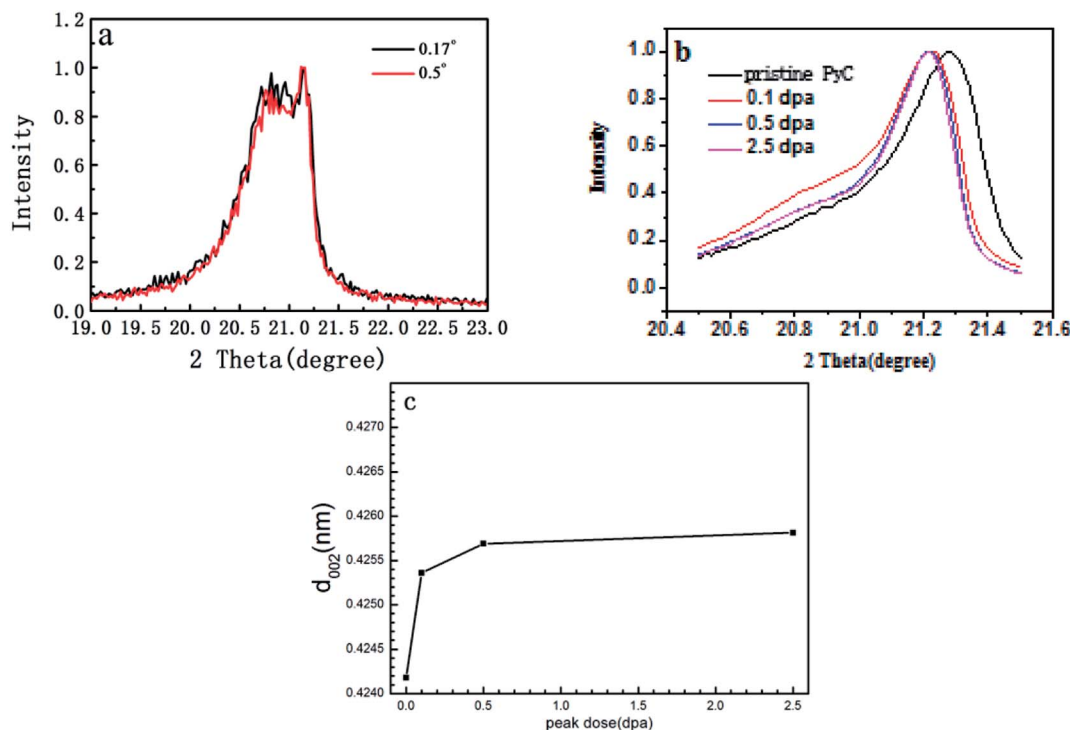 a
1.2
1.0
0.8
0.6
0.4
0.2
0.0
Intensity
0.17°
0.5°
19.0 19.5 20.0 20.5 21.0 21.5 22.0 22.5 23.0
2 Theta(degree)
b
1.0
0.8
0.6
0.4
0.2
0.0
Intensity
pristine PyC
0.1 dpa
0.5 dpa
2.5 dpa
20.4 20.6 20.8 21.0 21.2 21.4 21.6
2 Theta(degree)
c
0.4270
0.4265
0.4260
0.4255
0.4250
0.4245
0.4240
d002(nm)
0.0 0.5 1.0 1.5 2.0 2.5
peak dose(dpa)